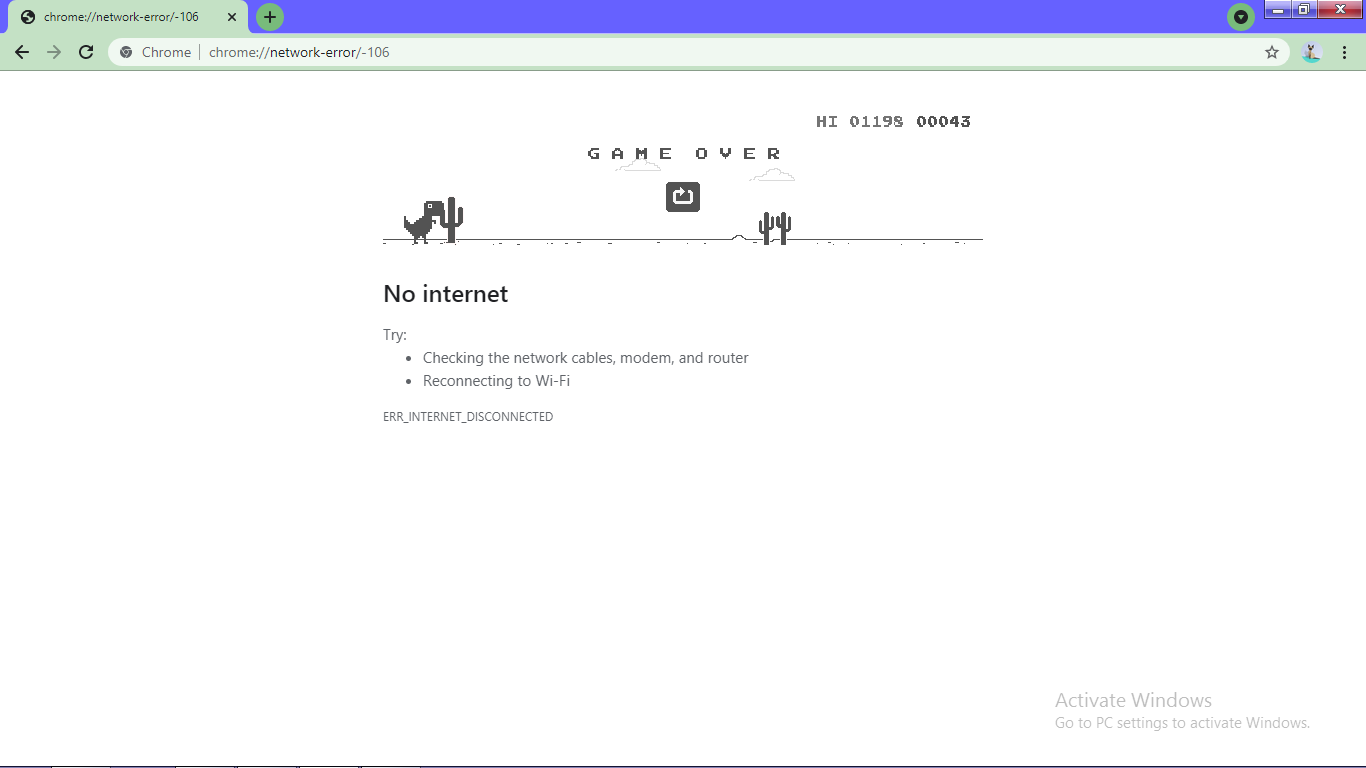 chrome://network-error/-106
Chrome chrome://network-error/-106
HI 01198 00043
GAME OVER
No internet
Try:
• Checking the network cables, modem, and router
• Reconnecting to Wi-Fi
ERR_INTERNET_DISCONNECTED
Activate Windows
Go to PC settings to activate Windows.